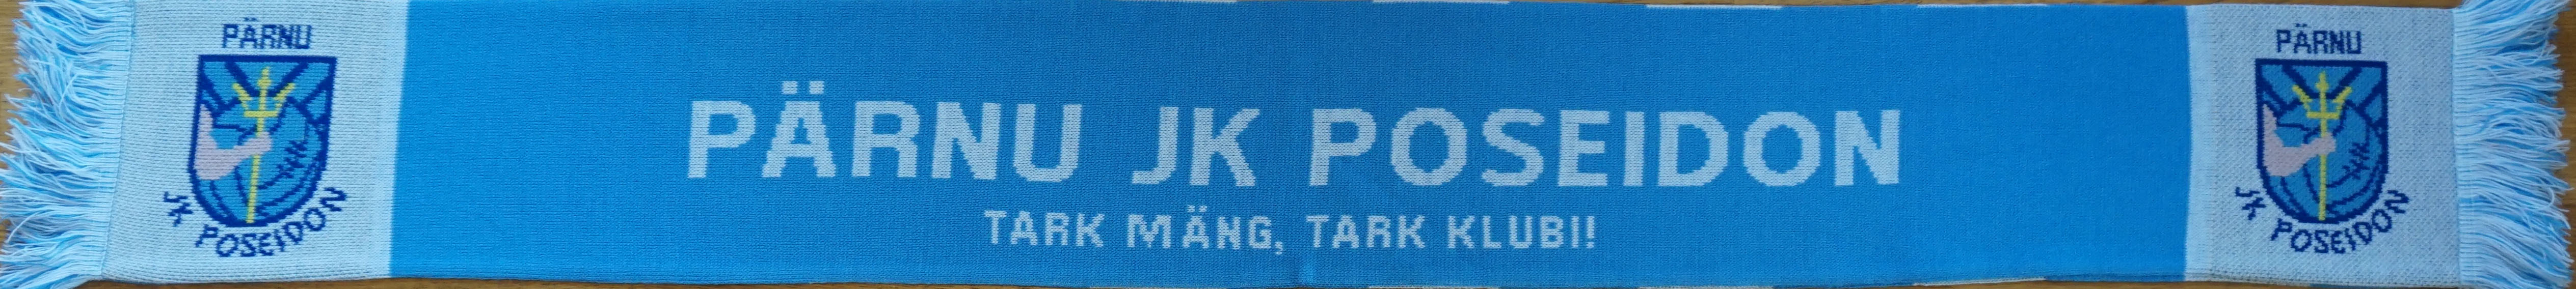 PÄRNU
JK POSEIDON
PÄRNU JK POSEIDON
TARK MÄNG, TARK KLUBI!
PÄRNU
JK POSEIDON